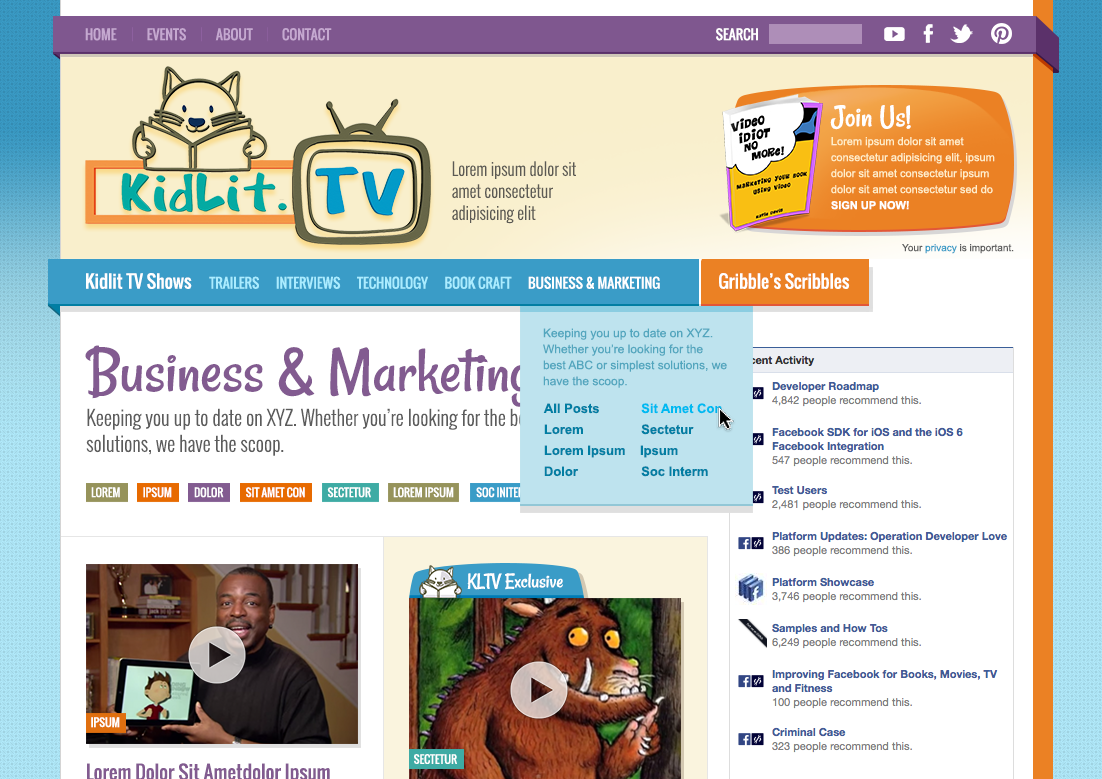 HOME EVENTS ABOUT CONTACT SEARCH
KidLit.TV
Lorem ipsum dolor sit
amet consectetur
adipisicing elit
VIDEO
IDIOT
NO
MORE!
MARKETING YOUR BOOK
USING VIDEO
KATIE DAVIS
Join Us!
Lorem ipsum dolor sit amet
consectetur adipisicing elit, ipsum
dolor sit amet consectetur ipsum
dolor sit amet consectetur sed do
SIGN UP NOW!
Your privacy is important.
Kidlit TV Shows TRAILERS INTERVIEWS TECHNOLOGY BOOK CRAFT BUSINESS & MARKETING Gribble's Scribbles
Keeping you up to date on XYZ.
Whether you're looking for the
best ABC or simplest solutions, we
have the scoop.
All Posts Sit Amet Con
Lorem Sectetur
Lorem Ipsum Ipsum
Dolor Soc Interm
Business & Marketing
Keeping you up to date on XYZ. Whether you're looking for the be
solutions, we have the scoop.
LOREM IPSUM DOLOR SIT AMET CON SECTETUR LOREM IPSUM SOC INTE
IPSUM
Lorem Dolor Sit Ametdolor Ipsum
KLTV Exclusive
SECTETUR
cent Activity
Developer Roadmap
4,842 people recommend this.
Facebook SDK for iOS and the iOS 6
Facebook Integration
547 people recommend this.
Test Users
2,481 people recommend this.
Platform Updates: Operation Developer Love
386 people recommend this.
Platform Showcase
3,746 people recommend this.
Samples and How Tos
6,249 people recommend this.
Improving Facebook for Books, Movies, TV
and Fitness
100 people recommend this.
Criminal Case
323 people recommend this.